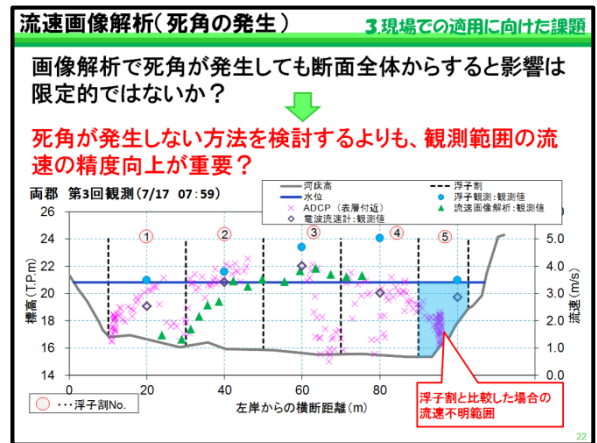 流速画像解析(死角の発生)
3.現場での適用に向けた課題
画像解析で死角が発生しても断面全体からすると影響は
限定的ではないか？
死角が発生しない方法を検討するよりも、観測範囲の流
速の精度向上が重要？
両郡 第3回観測(7/17 07:59)
河床高
浮子割
水位
浮子観測:観測値
ADCP (表層付近)
流速画像解析:観測値
電波流速計:観測値
26
24
22
20
18
16
14
標高(T.P.m)
① ② ③ ④ ⑤
5.0
4.0
3.0
2.0
1.0
0.0
流速(m/s)
0 20 40 60 80
左岸からの横断距離(m)
○ ・・・浮子割No.
浮子割と比較した場合の
流速不明範囲
22